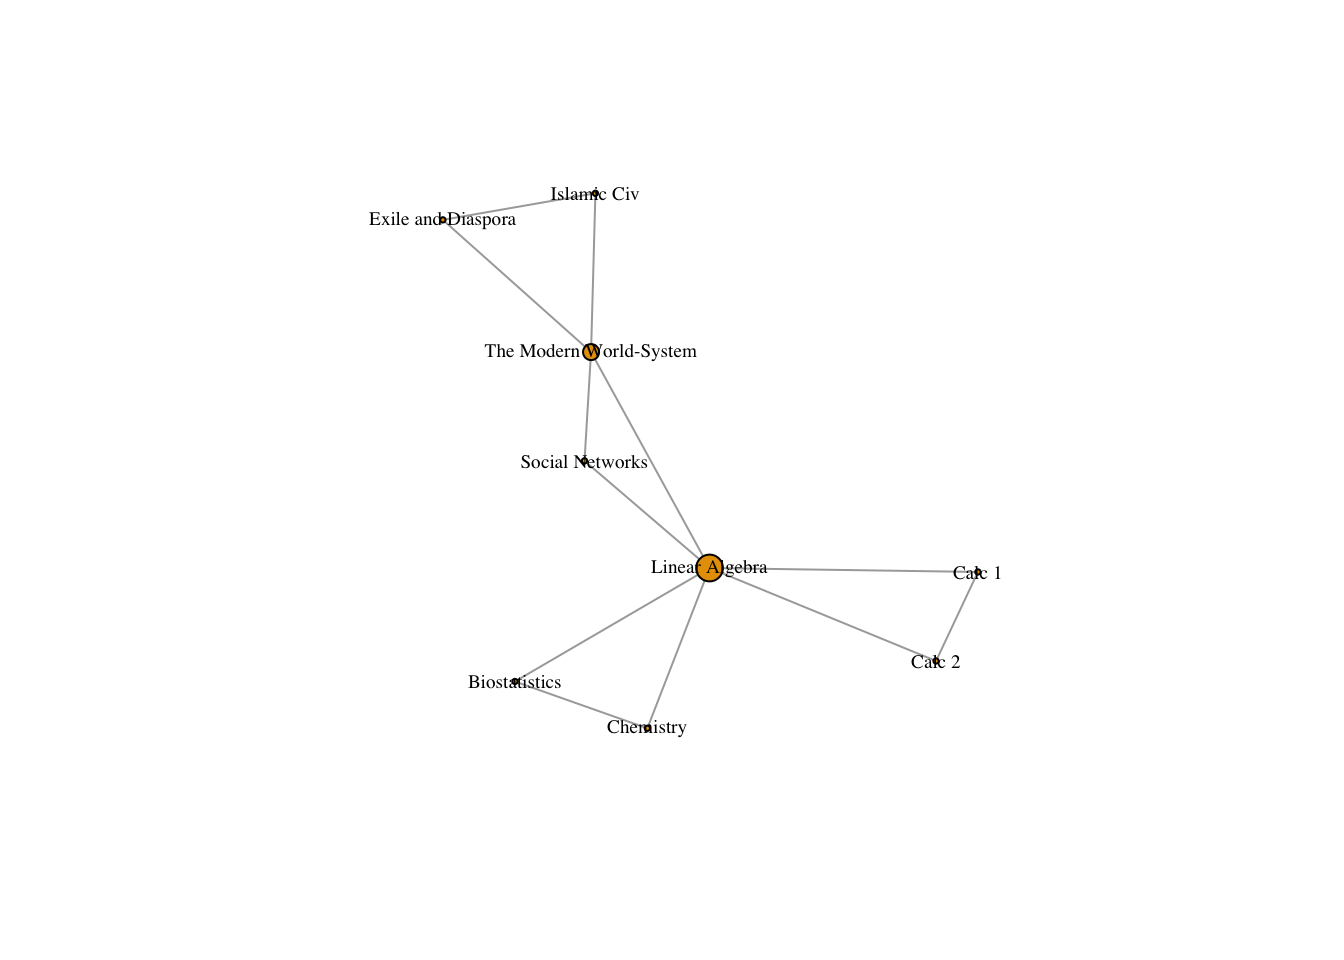 Islamic Civ
Exile and Diaspora
The Modern World-System
Social Networks
Linear Algebra
Calc 1
Calc 2
Biostatistics
Chemistry